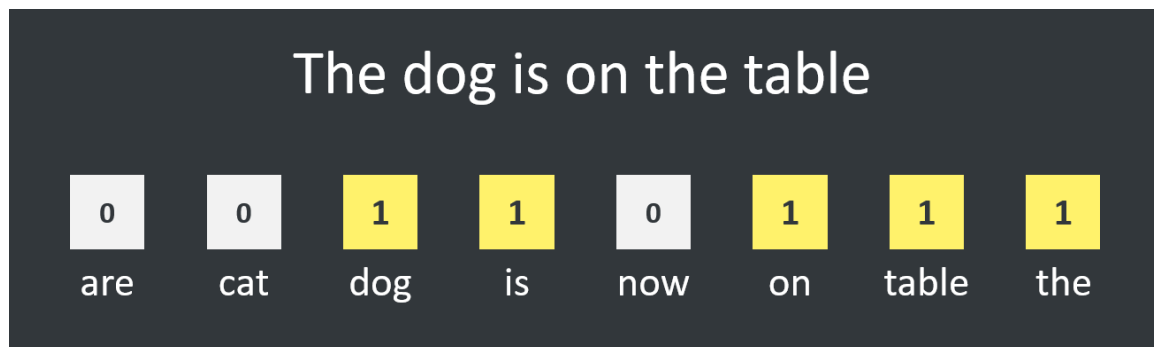 The dog is on the table
0 0 1 1 0 1 1 1
are cat dog is now on table the